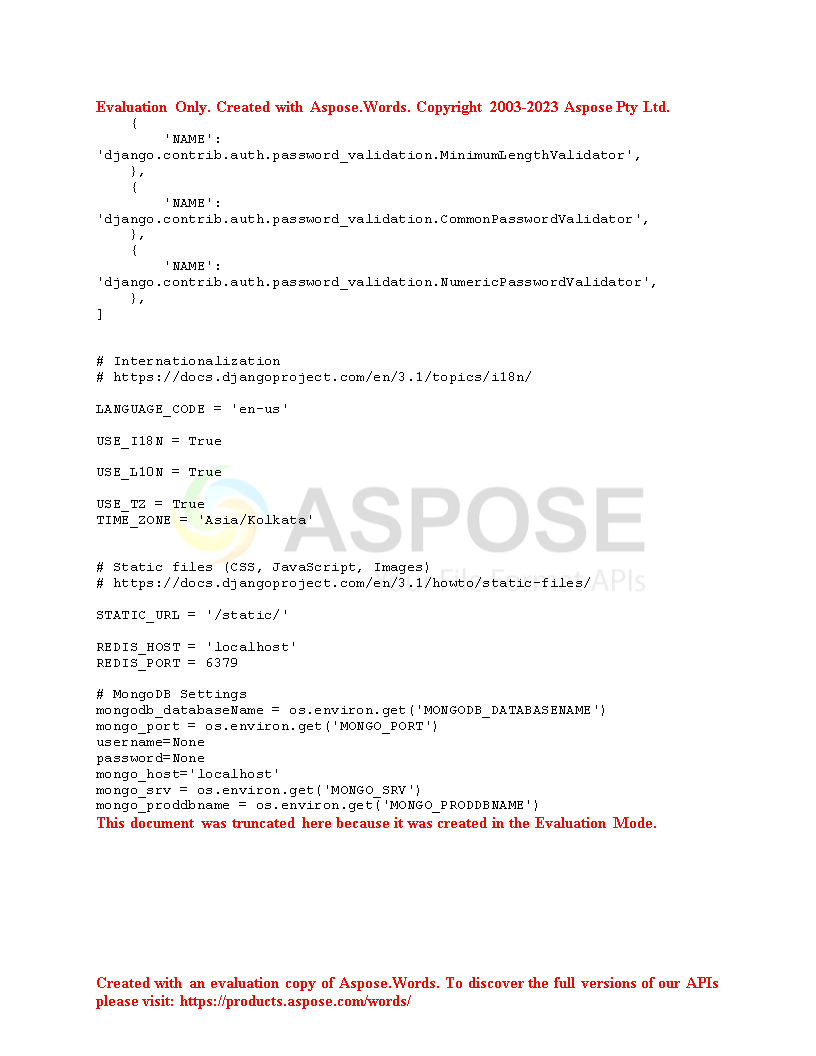 Evaluation Only. Created with Aspose.Words. Copyright 2003-2023 Aspose Pty Ltd.
    {
        'NAME':
'django.contrib.auth.password_validation.MinimumLengthValidator',
    },
    {
        'NAME':
'django.contrib.auth.password_validation.CommonPasswordValidator',
    },
    {
        'NAME':
'django.contrib.auth.password_validation.NumericPasswordValidator',
    },
]
# Internationalization
# https://docs.djangoproject.com/en/3.1/topics/i18n/
LANGUAGE_CODE = 'en-us'
USE_I18N = True
USE_L10N = True
USE_TZ = True
TIME_ZONE = 'Asia/Kolkata'
ASPOSE
# Static files (CSS, JavaScript, Images)
# https://docs.djangoproject.com/en/3.1/howto/static-files/
File Format APIs
STATIC_URL = '/static/'
REDIS_HOST = 'localhost'
REDIS_PORT = 6379
# MongoDB Settings
mongodb_databaseName = os.environ.get('MONGODB_DATABASENAME')
mongo_port = os.environ.get('MONGO_PORT')
username=None
password=None
mongo_host='localhost'
mongo_srv = os.environ.get('MONGO_SRV')
mongo_proddbname = os.environ.get('MONGO_PRODDBNAME')
This document was truncated here because it was created in the Evaluation Mode.
Created with an evaluation copy of Aspose.Words. To discover the full versions of our APIs
please visit: https://products.aspose.com/words/